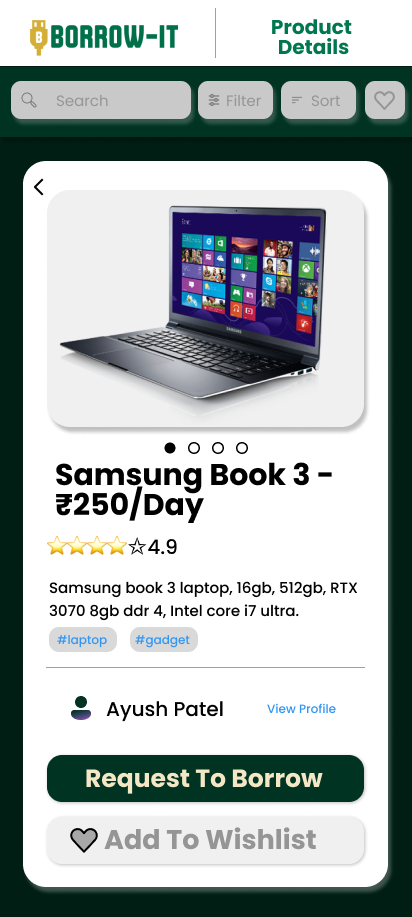 BORROW-IT
Product
Details
Search
Filter
Sort
SAMSUNG
Samsung Book 3 -
₹250/Day
4.9
Samsung book 3 laptop, 16gb, 512gb, RTX
3070 8gb ddr 4, Intel core i7 ultra.
#laptop #gadget
Ayush Patel
View Profile
Request To Borrow
Add To Wishlist